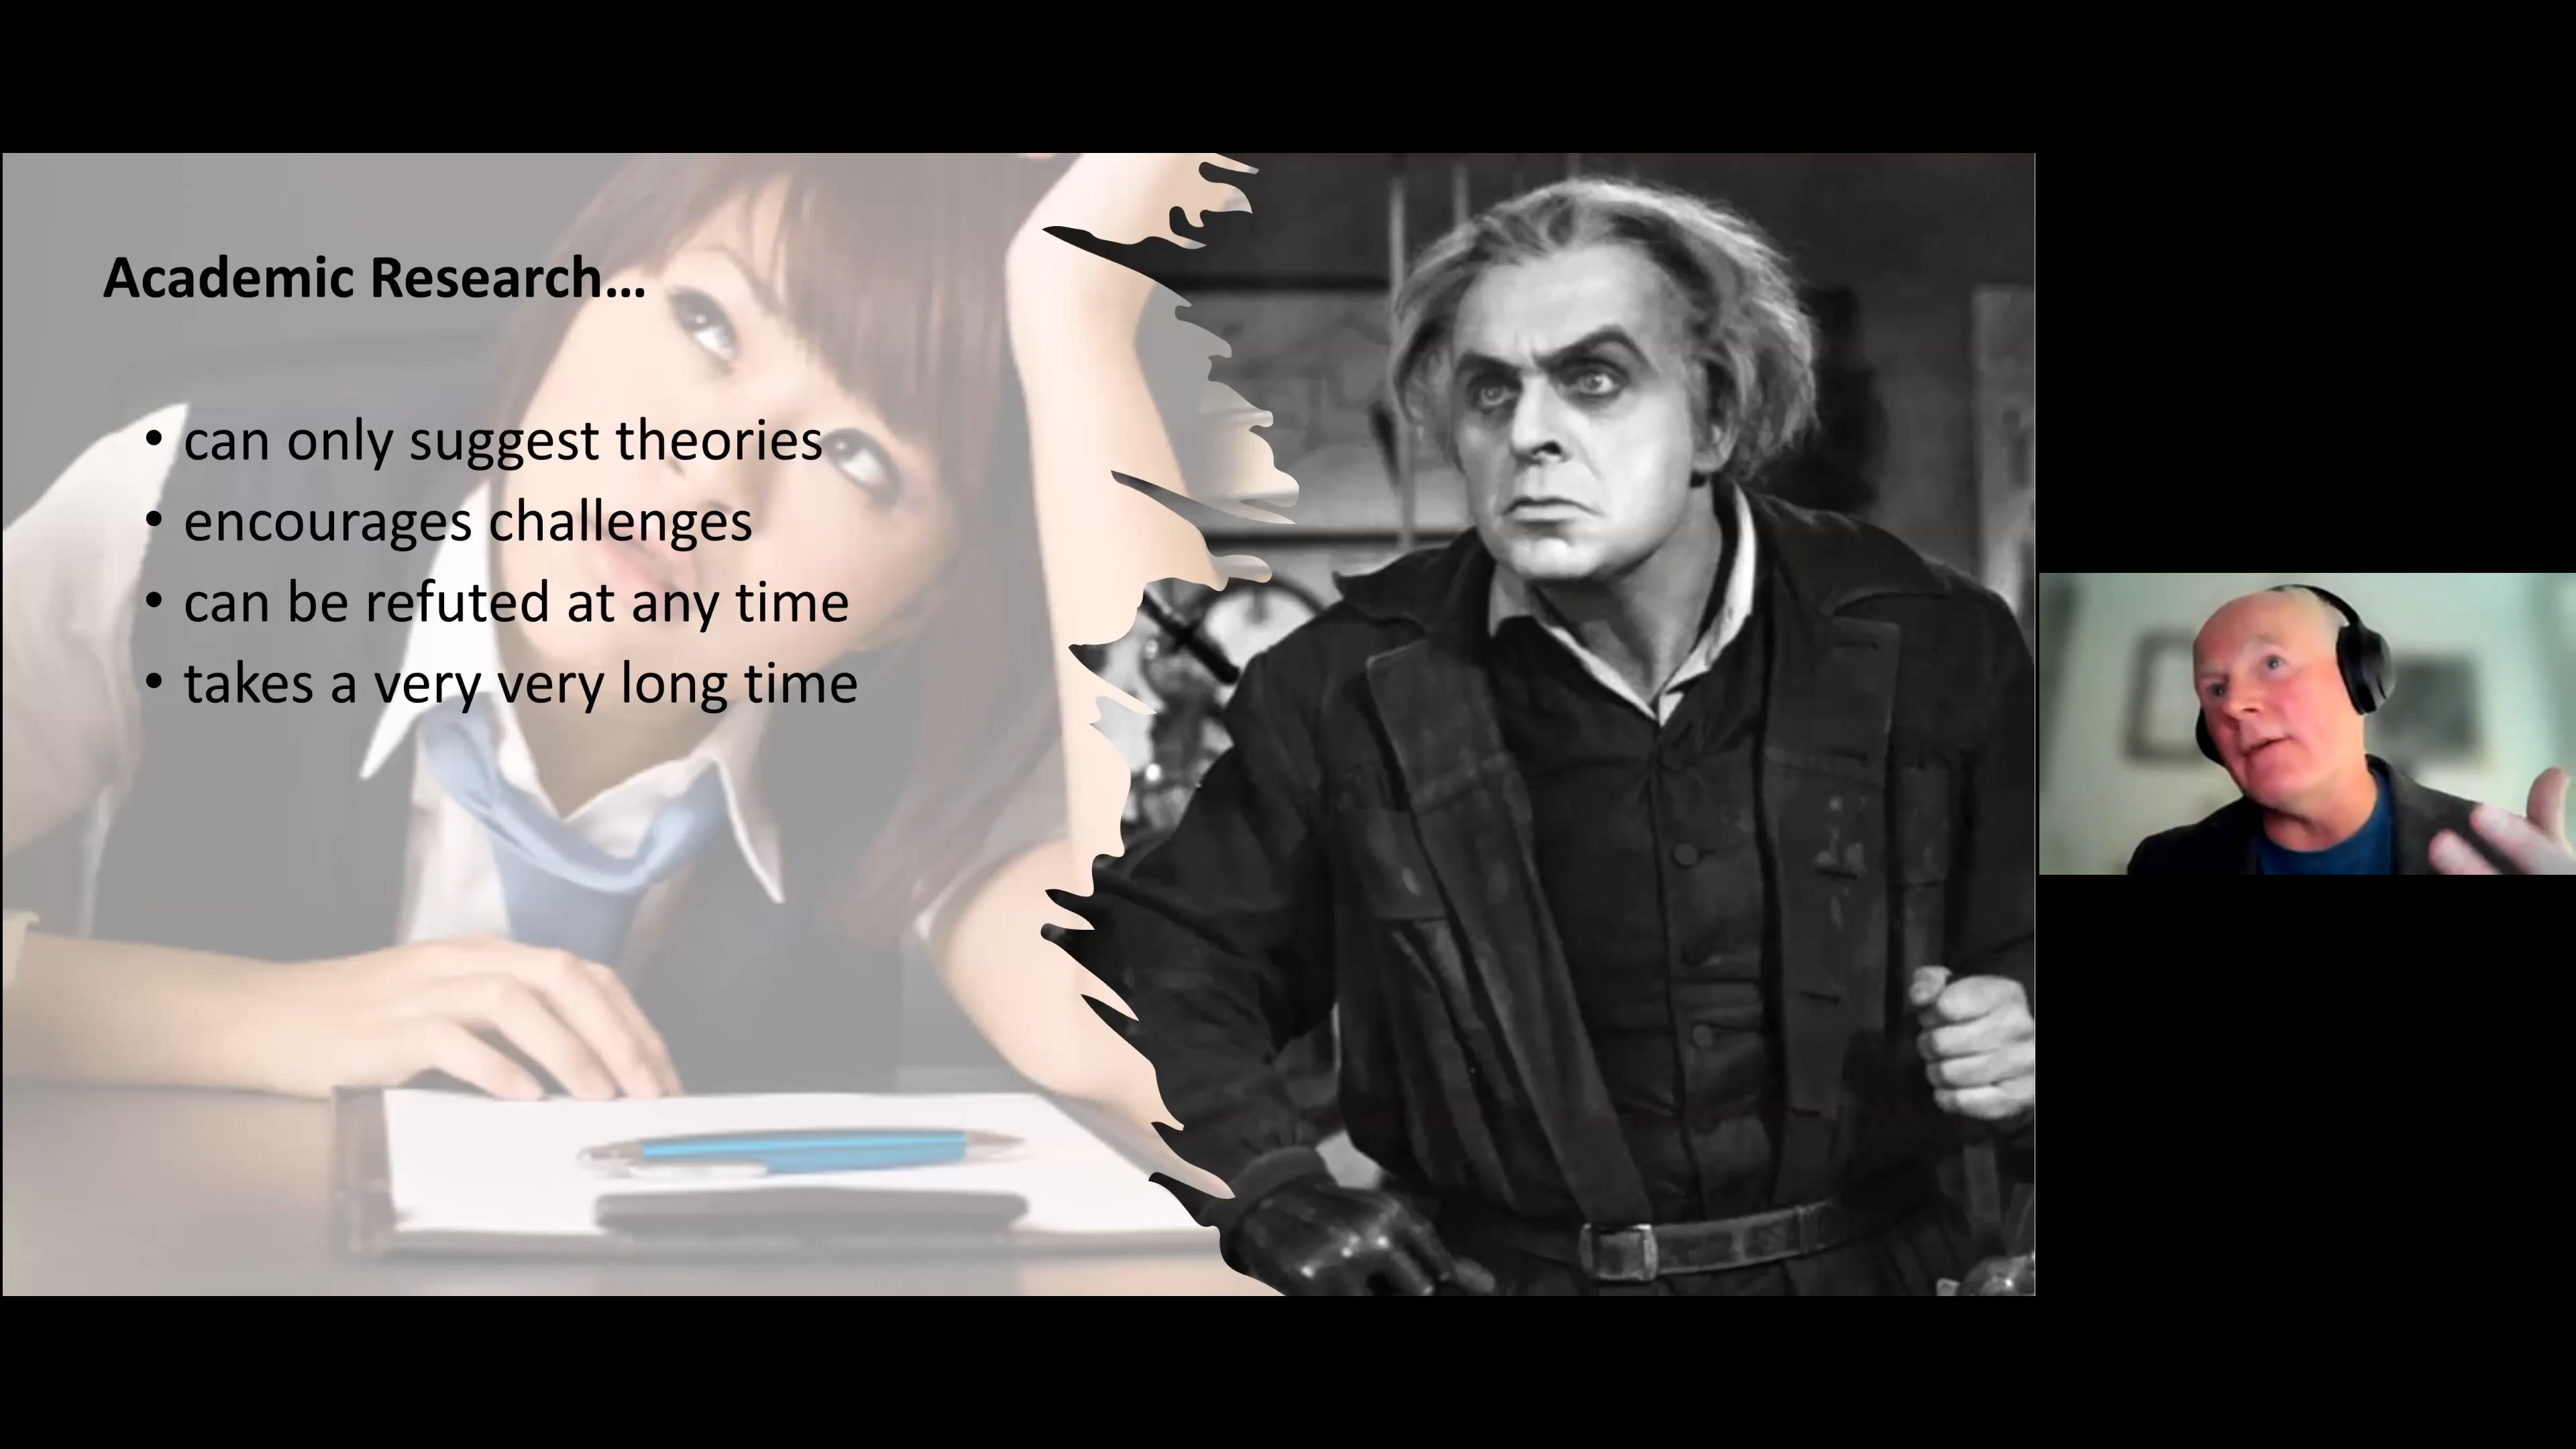 Academic Research...
• can only suggest theories
• encourages challenges
• can be refuted at any time
• takes a very very long time